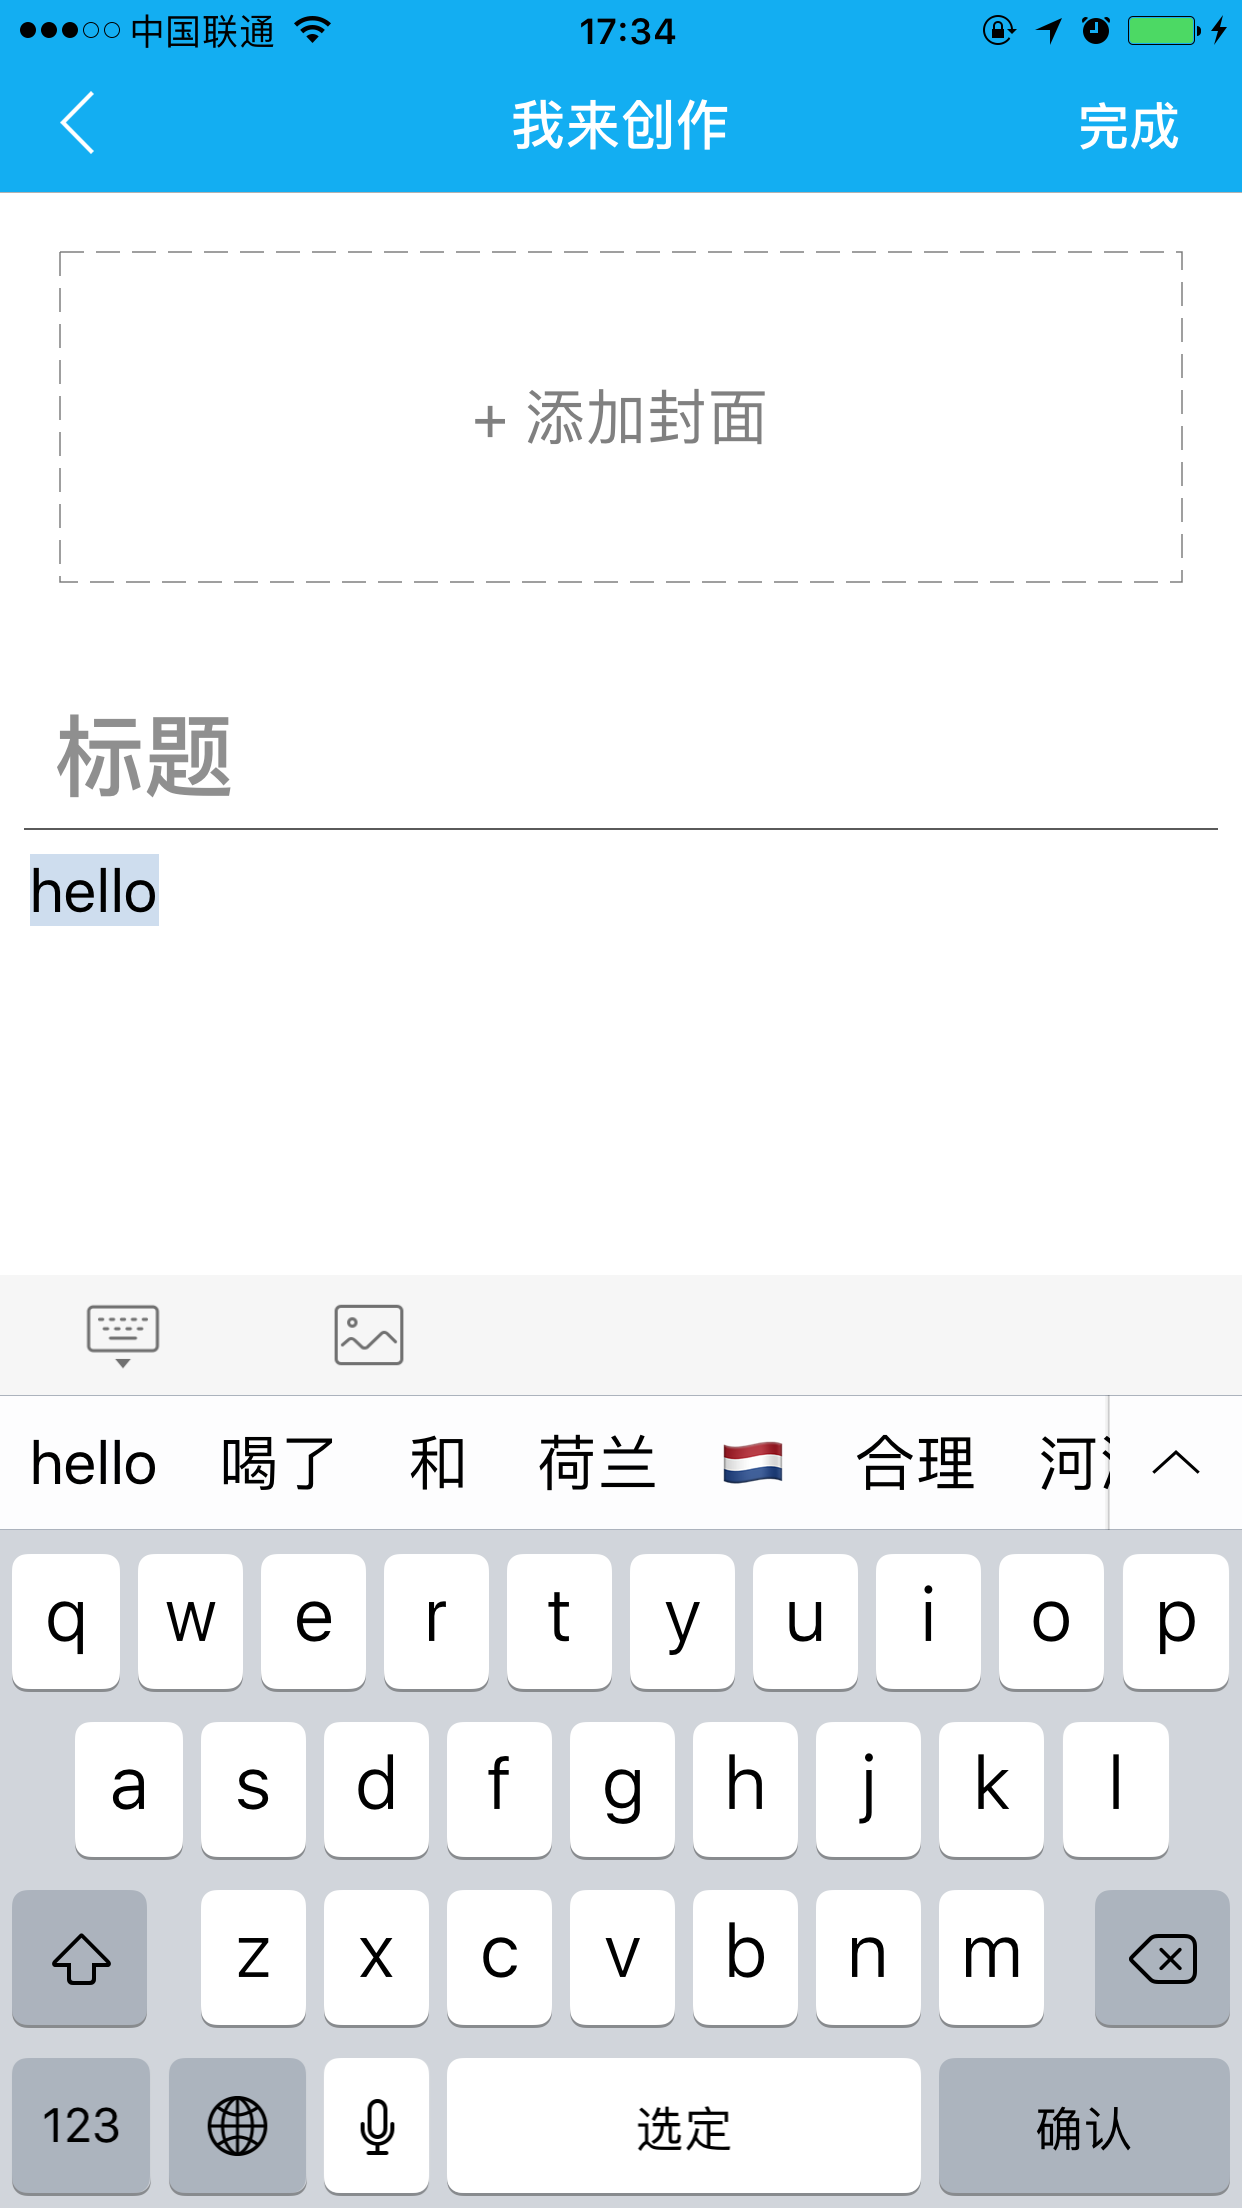 中国联通 17:34
我来创作 完成
+ 添加封面
标题
hello
hello 喝了 和 荷兰 🇳🇱 合理 河
q w e r t y u i o p
a s d f g h j k l
z x c v b n m
123 选定 确认